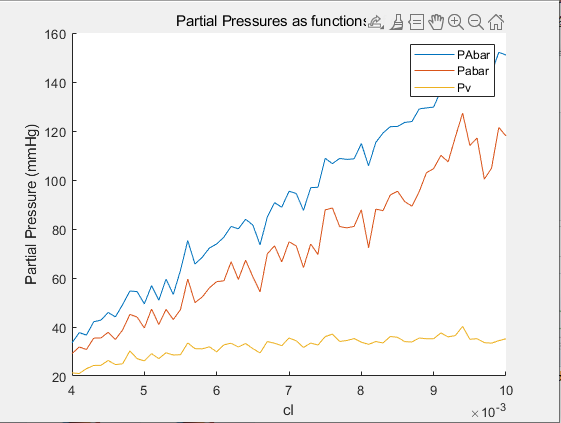 Partial Pressures as functions
160
140
120
100
80
60
40
20
Partial Pressure (mmHg)
PAbar
Pabar
Pv
4 5 6 7 8 9 10
cI
×10⁻³